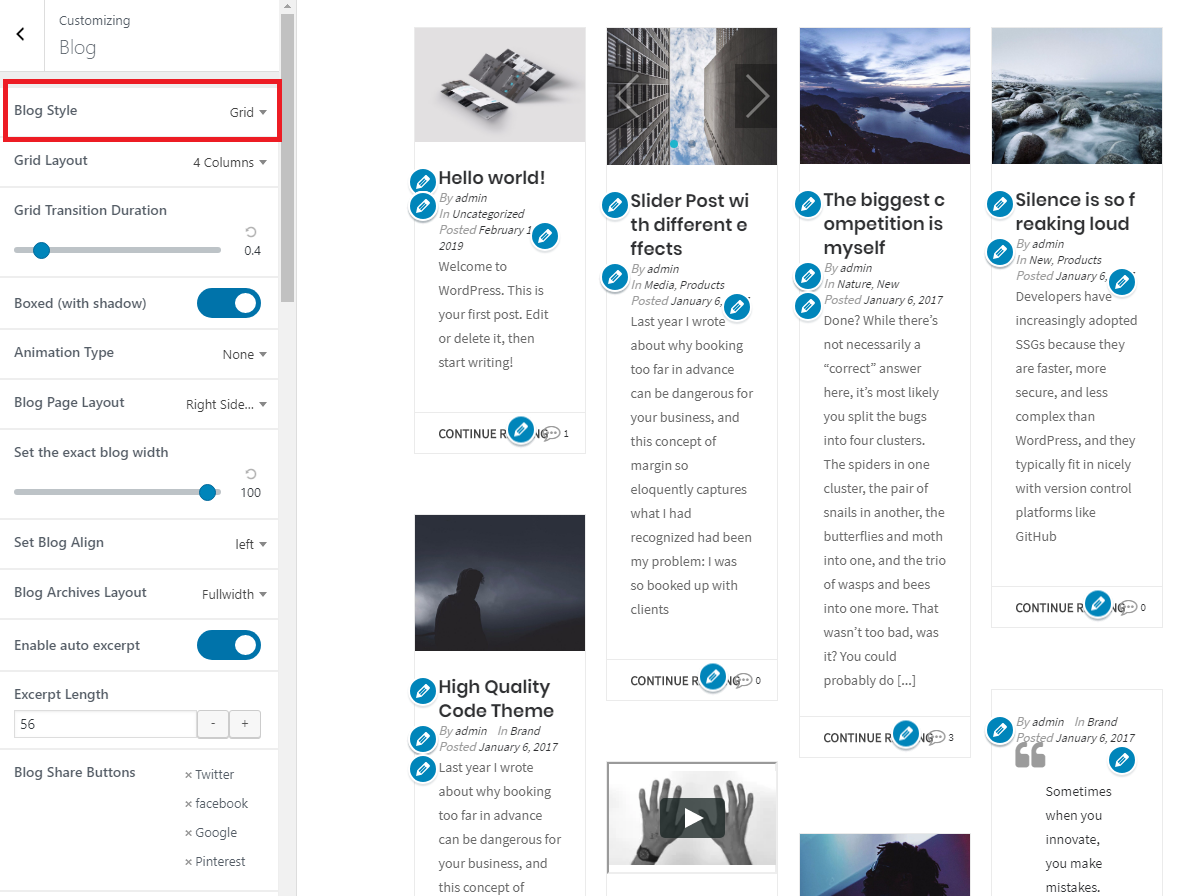 Customizing
Blog
Blog Style
Grid
Grid Layout
4 Columns
Grid Transition Duration
0.4
Boxed (with shadow)
Animation Type
None
Blog Page Layout
Right Side...
Set the exact blog width
100
Set Blog Align
left
Blog Archives Layout
Fullwidth
Enable auto excerpt
Excerpt Length
56
-
+
Blog Share Buttons
× Twitter
× facebook
× Google
× Pinterest
Hello world!
By admin
In Uncategorized
Posted February 1
2019
Welcome to
WordPress. This is
your first post. Edit
or delete it, then
start writing!
CONTINUE R NG
1
High Quality
Code Theme
By admin In Brand
Posted January 6, 2017
Last year I wrote
about why booking
too far in advance
can be dangerous for
your business, and
this concept of
Slider Post wi
th different e
ffects
By admin
In Media, Products
Posted January 6,
Last year I wrote
about why booking
too far in advance
can be dangerous for
your business, and
this concept of
margin so
eloquently captures
what I had
recognized had been
my problem: I was
so booked up with
clients
CONTINUE R NG
0
The biggest c
ompetition is
myself
By admin
In Nature, New
Posted January 6, 2017
Done? While there’s
not necessarily a
“correct” answer
here, it’s most likely
you split the bugs
into four clusters.
The spiders in one
cluster, the pair of
snails in another, the
butterflies and moth
into one, and the trio
of wasps and bees
into one more. That
wasn’t too bad, was
it? You could
probably do [...]
CONTINUE R NG
3
Silence is so f
reaking loud
By admin
In New, Products
Posted January 6,
Developers have
increasingly adopted
SSGs because they
are faster, more
secure, and less
complex than
WordPress, and they
typically fit in nicely
with version control
platforms like
GitHub
CONTINUE R NG
0
By admin In Brand
Posted January 6, 2017
Sometimes
when you
innovate,
you make
mistakes.